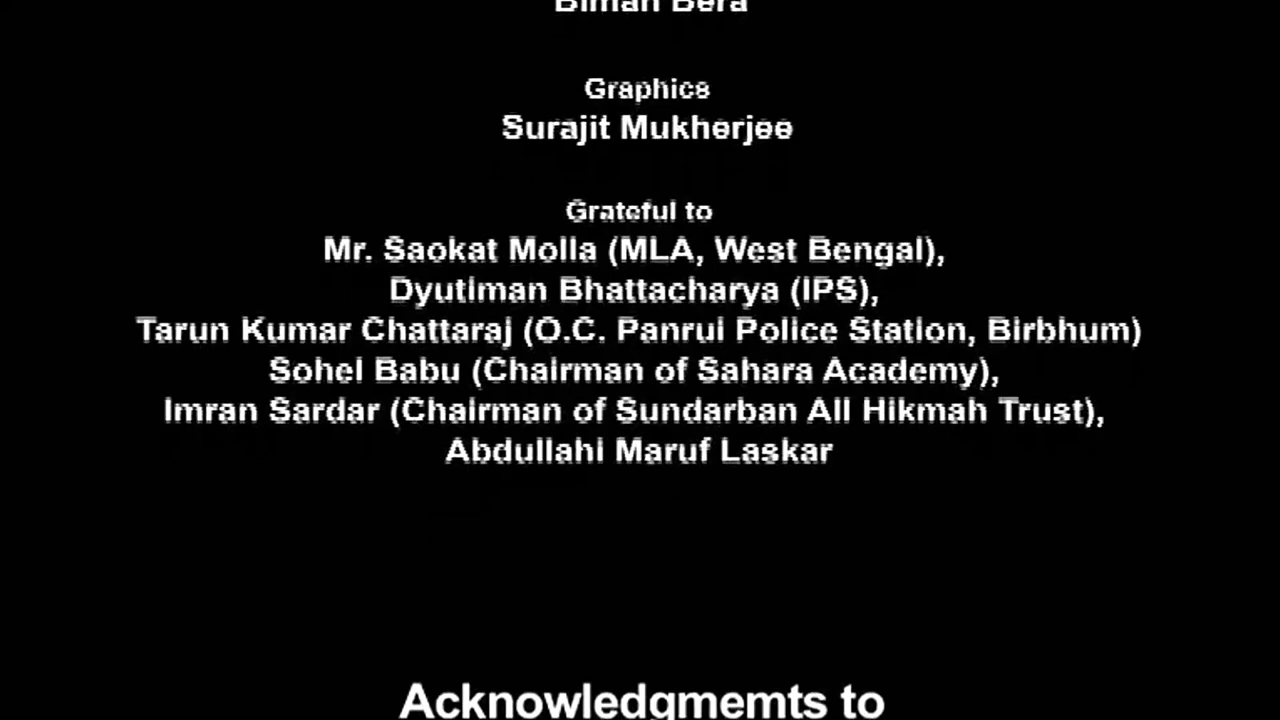 Biman Bera
Graphics
Surajit Mukherjee
Grateful to
Mr. Saokat Molla (MLA, West Bengal),
Dyutiman Bhattacharya (IPS),
Tarun Kumar Chattaraj (O.C. Panrui Police Station, Birbhum)
Sohel Babu (Chairman of Sahara Academy),
Imran Sardar (Chairman of Sundarban All Hikmah Trust),
Abdullahi Maruf Laskar
Acknowledgmemts to